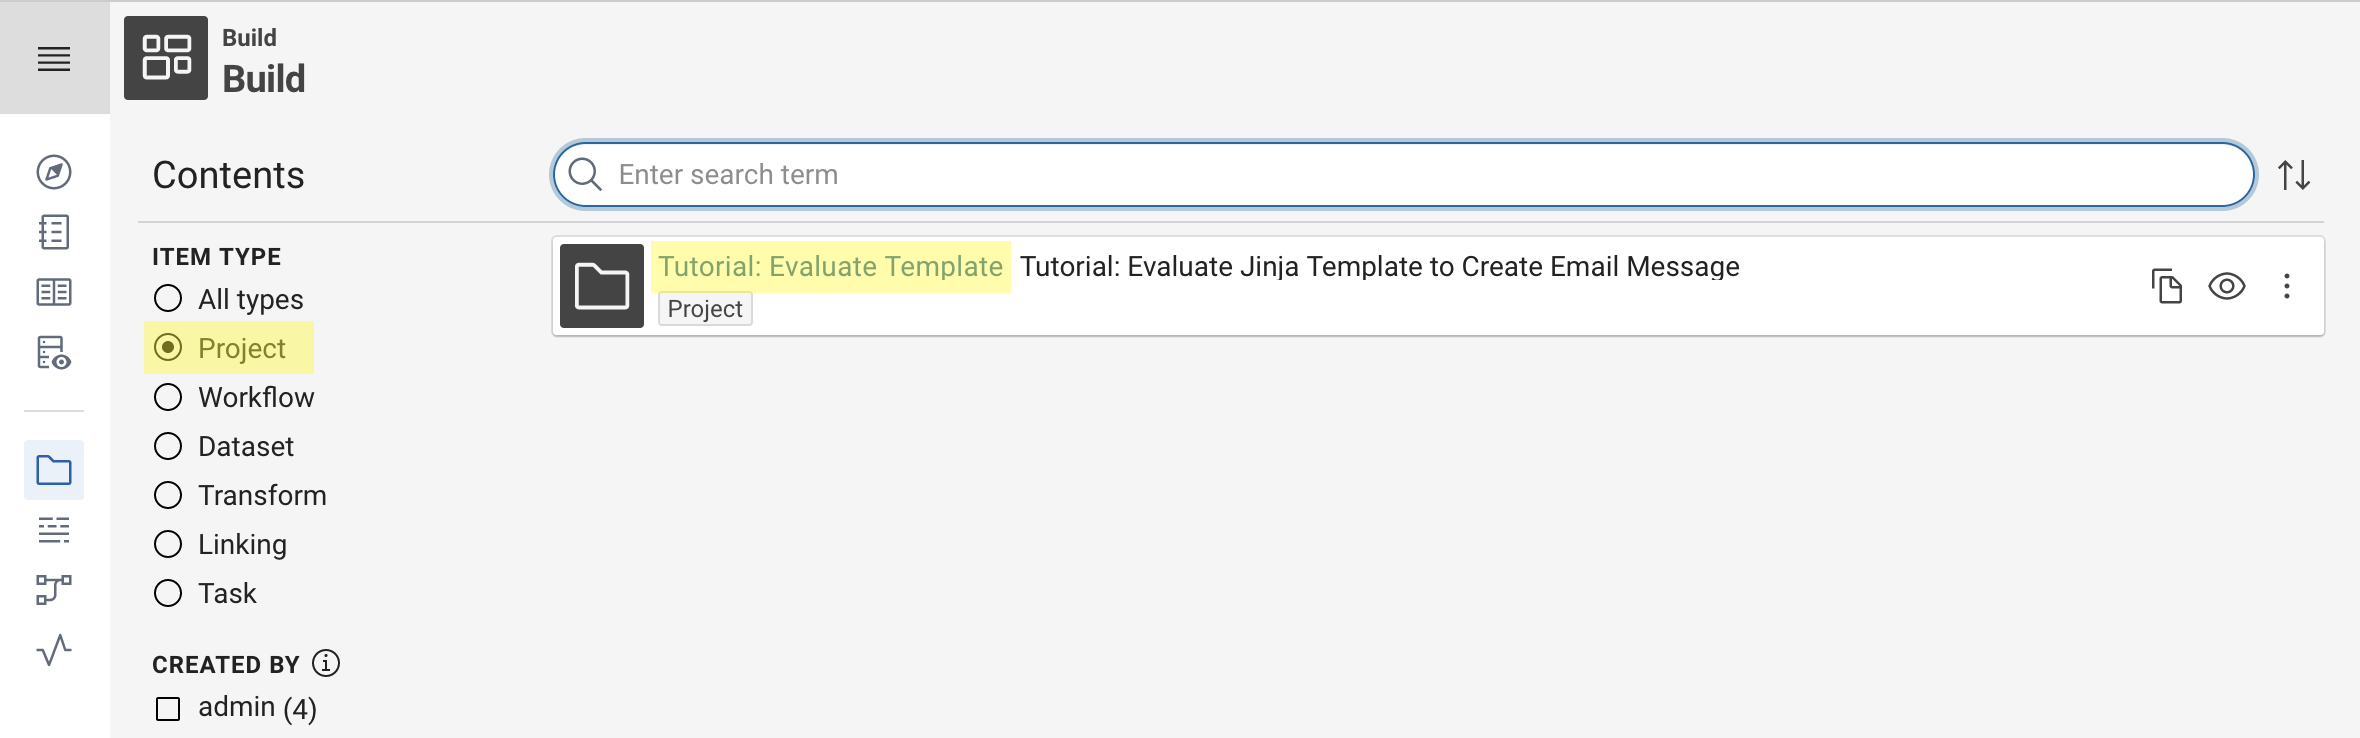 Build
Build
Contents
Enter search term
ITEM TYPE
All types
Project
Workflow
Dataset
Transform
Linking
Task
CREATED BY
admin (4)
Tutorial: Evaluate Template Tutorial: Evaluate Jinja Template to Create Email Message
Project